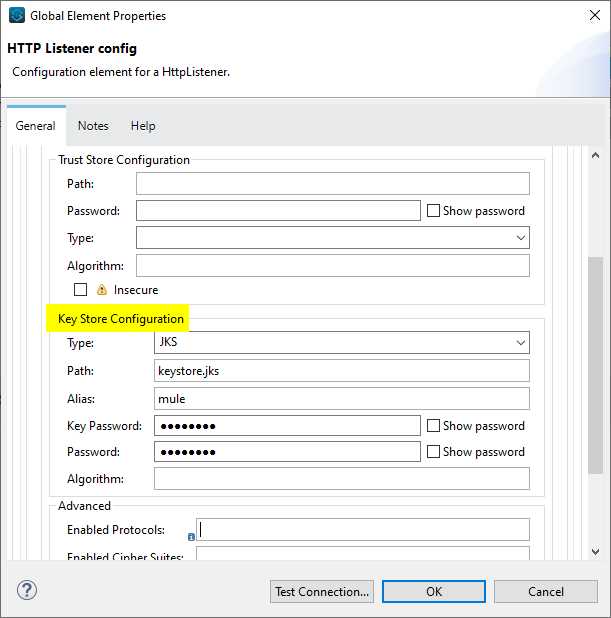 Global Element Properties
HTTP Listener config
Configuration element for a HttpListener.
General Notes Help
Trust Store Configuration
Path:
Password: Show password
Type:
Algorithm:
Insecure
Key Store Configuration
Type: JKS
Path: keystore.jks
Alias: mule
Key Password: ●●●●●●●● Show password
Password: ●●●●●●●● Show password
Algorithm:
Advanced
Enabled Protocols:
Enabled Cipher Suites:
Test Connection... OK Cancel